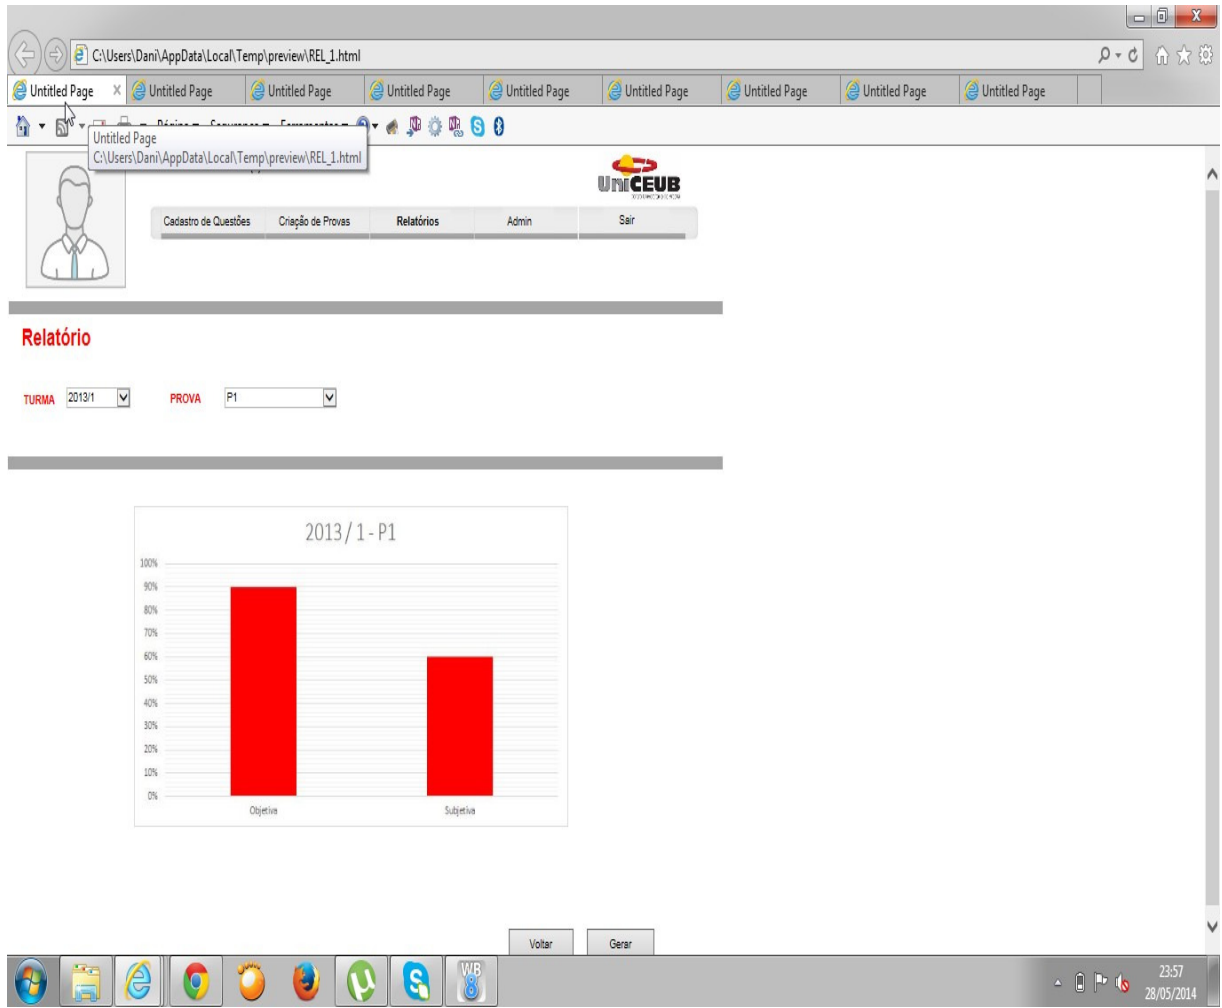 X
C:\Users\Dani\AppData\Local\Temp\preview\REL_1.html
Untitled Page X Untitled Page Untitled Page Untitled Page Untitled Page Untitled Page Untitled Page Untitled Page Untitled Page
Untitled Page
C:\Users\Dani\AppData\Local\Temp\preview\REL_1.html
UniCEUB
Cadastro de Questões Criação de Provas Relatórios Admin Sair
Relatório
TURMA 2013/1 PROVA P1
2013 / 1 - P1
100%
90%
80%
70%
60%
50%
40%
30%
20%
10%
0%
Objetiva Subjetiva
Voltar Gerar
WB
8
23:57
28/05/2014